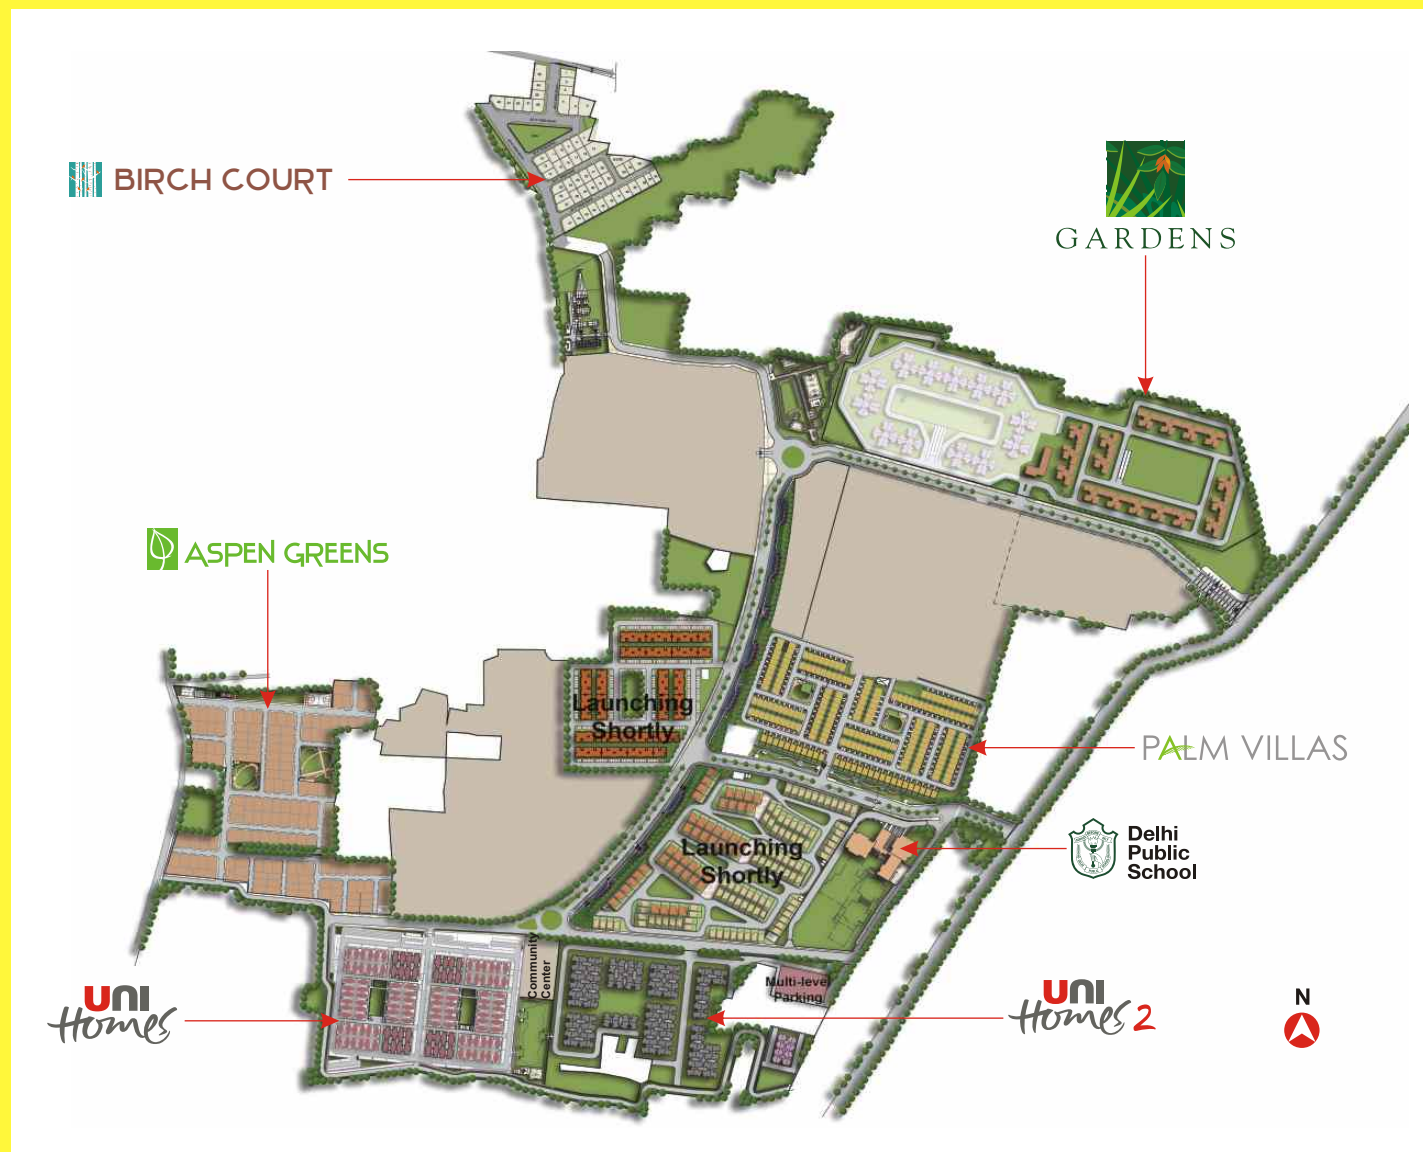 BIRCH COURT
GARDENS
ASPEN GREENS
Launching
Shortly
PALM VILLAS
Launching
Shortly
Delhi
Public
School
Community
Center
Multi-level
Parking
UNI
Homes
UNI
Homes 2
N